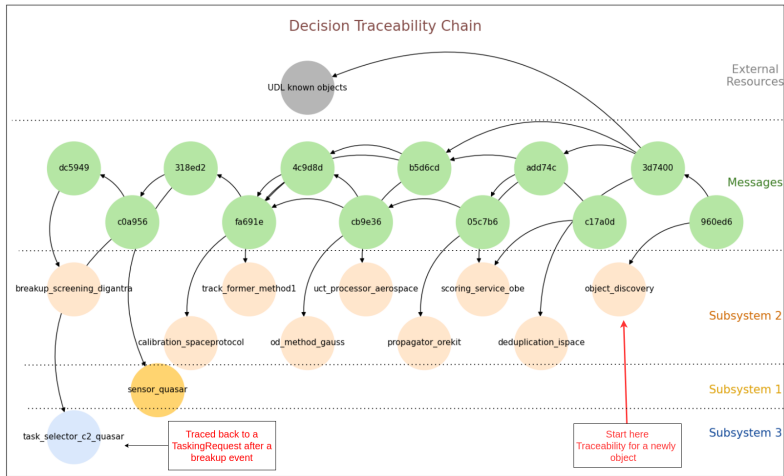 Decision Traceability Chain
External
Resources
UDL known objects
dc5949
318ed2
4c9d8d
b5d6cd
add74c
3d7400
Messages
c0a956
fa691e
cb9e36
05c7b6
c17a0d
960ed6
breakup_screening_digantra
track_former_method1
uct_processor_aerospace
scoring_service_obe
object_discovery
Subsystem 2
calibration_spaceprotocol
od_method_gauss
propagator_orekit
deduplication_ispace
sensor_quasar
Subsystem 1
task_selector_c2_quasar
Traced back to a
TaskingRequest after a
breakup event
Start here
Traceability for a newly
object
Subsystem 3